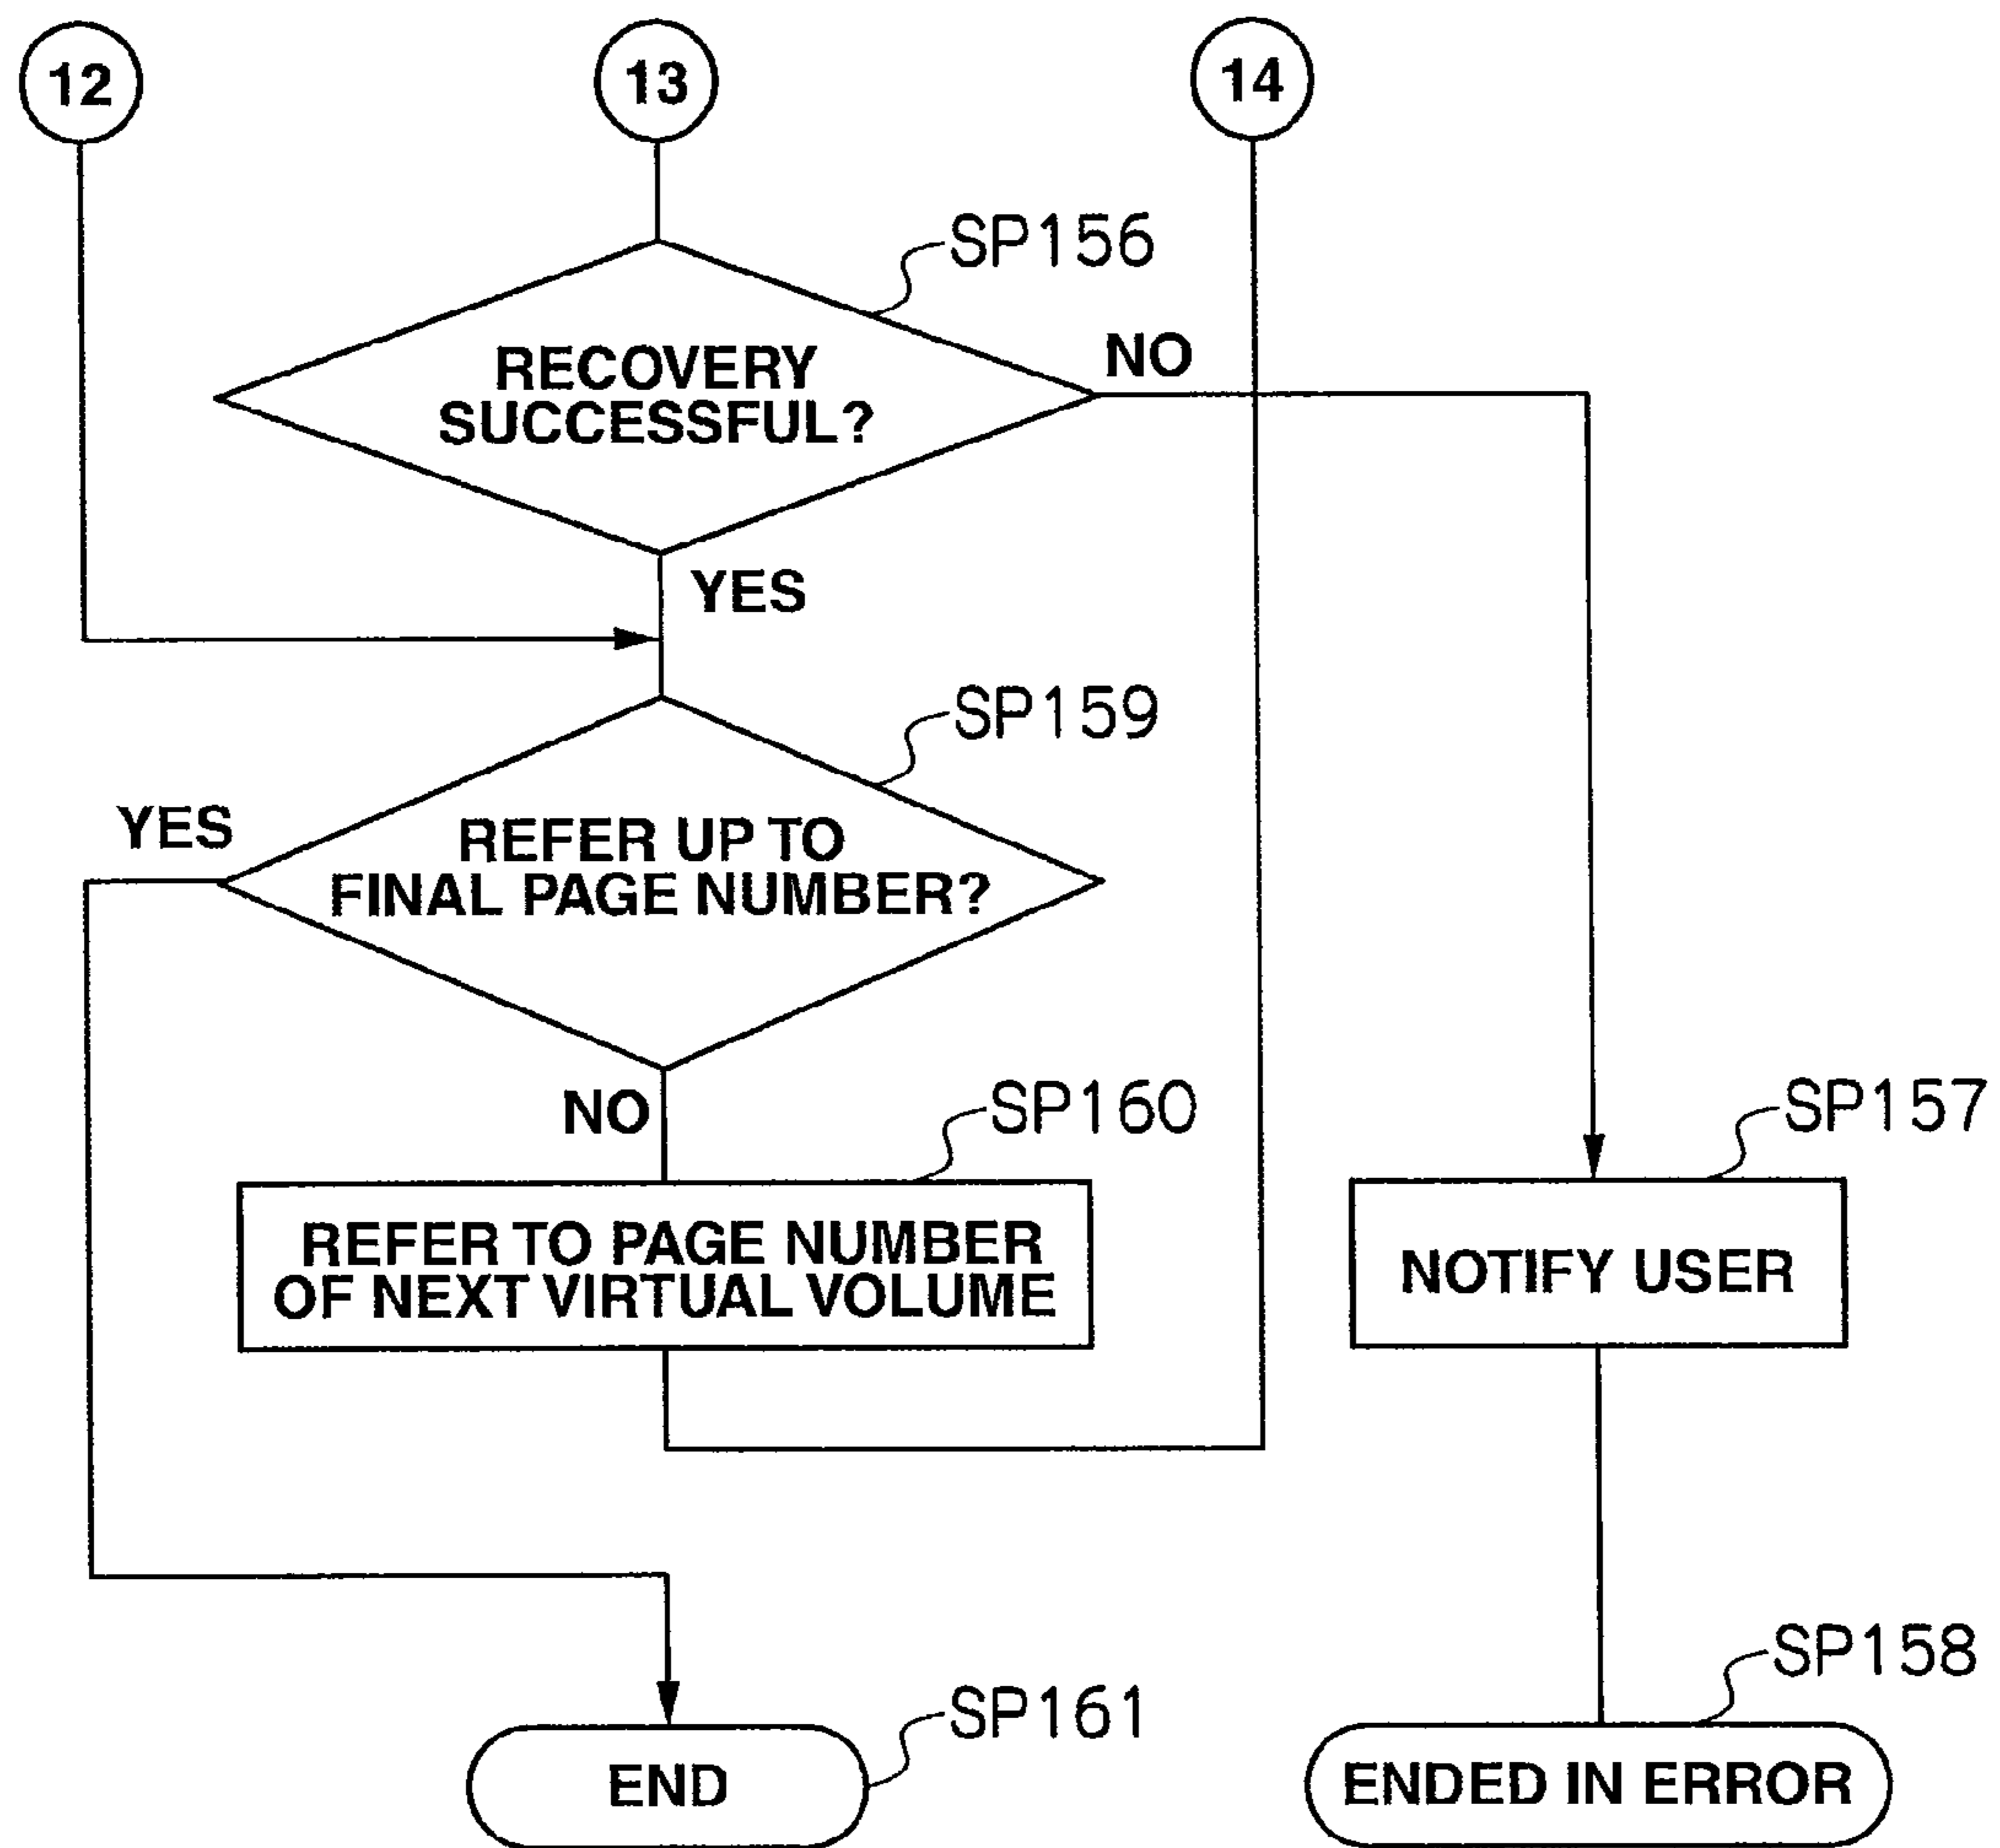 12
13
14
SP156
RECOVERY
SUCCESSFUL?
NO
YES
SP159
YES
REFER UP TO
FINAL PAGE NUMBER?
NO
SP160
SP157
REFER TO PAGE NUMBER
OF NEXT VIRTUAL VOLUME
NOTIFY USER
SP161
SP158
END
ENDED IN ERROR